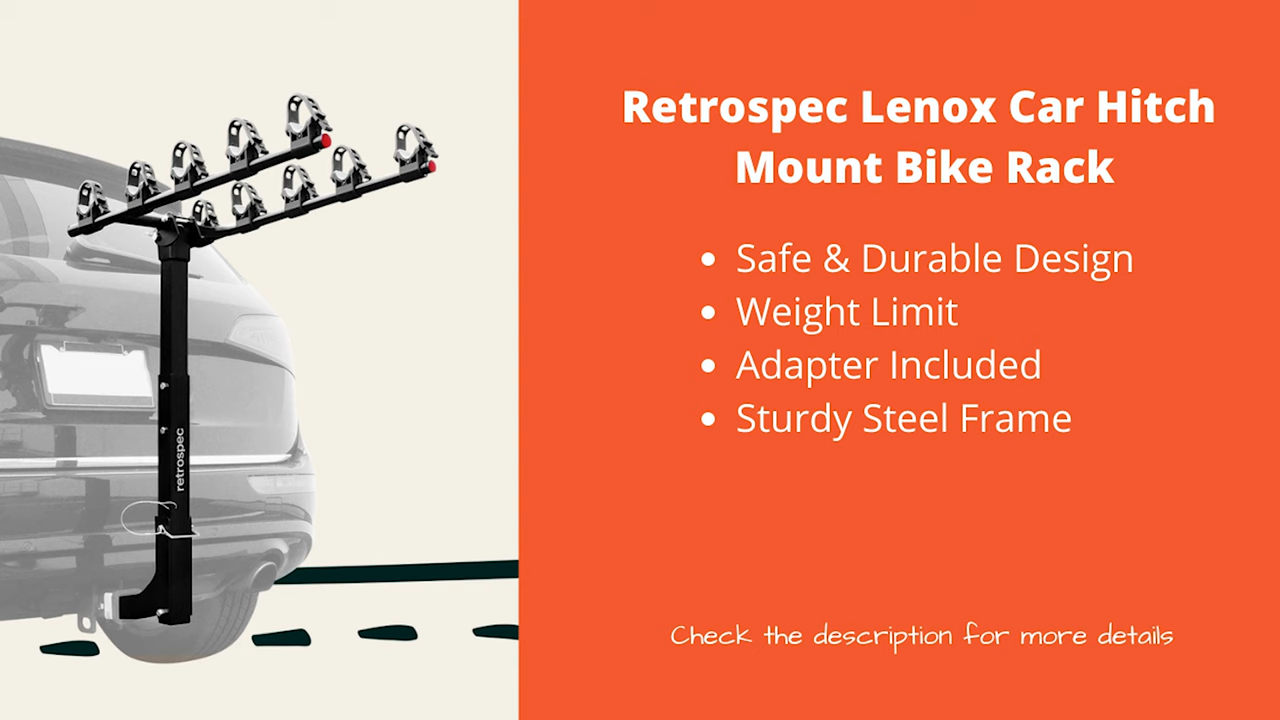 Retrospec Lenox Car Hitch
Mount Bike Rack
• Safe & Durable Design
• Weight Limit
• Adapter Included
• Sturdy Steel Frame
retrospec
Check the description for more details